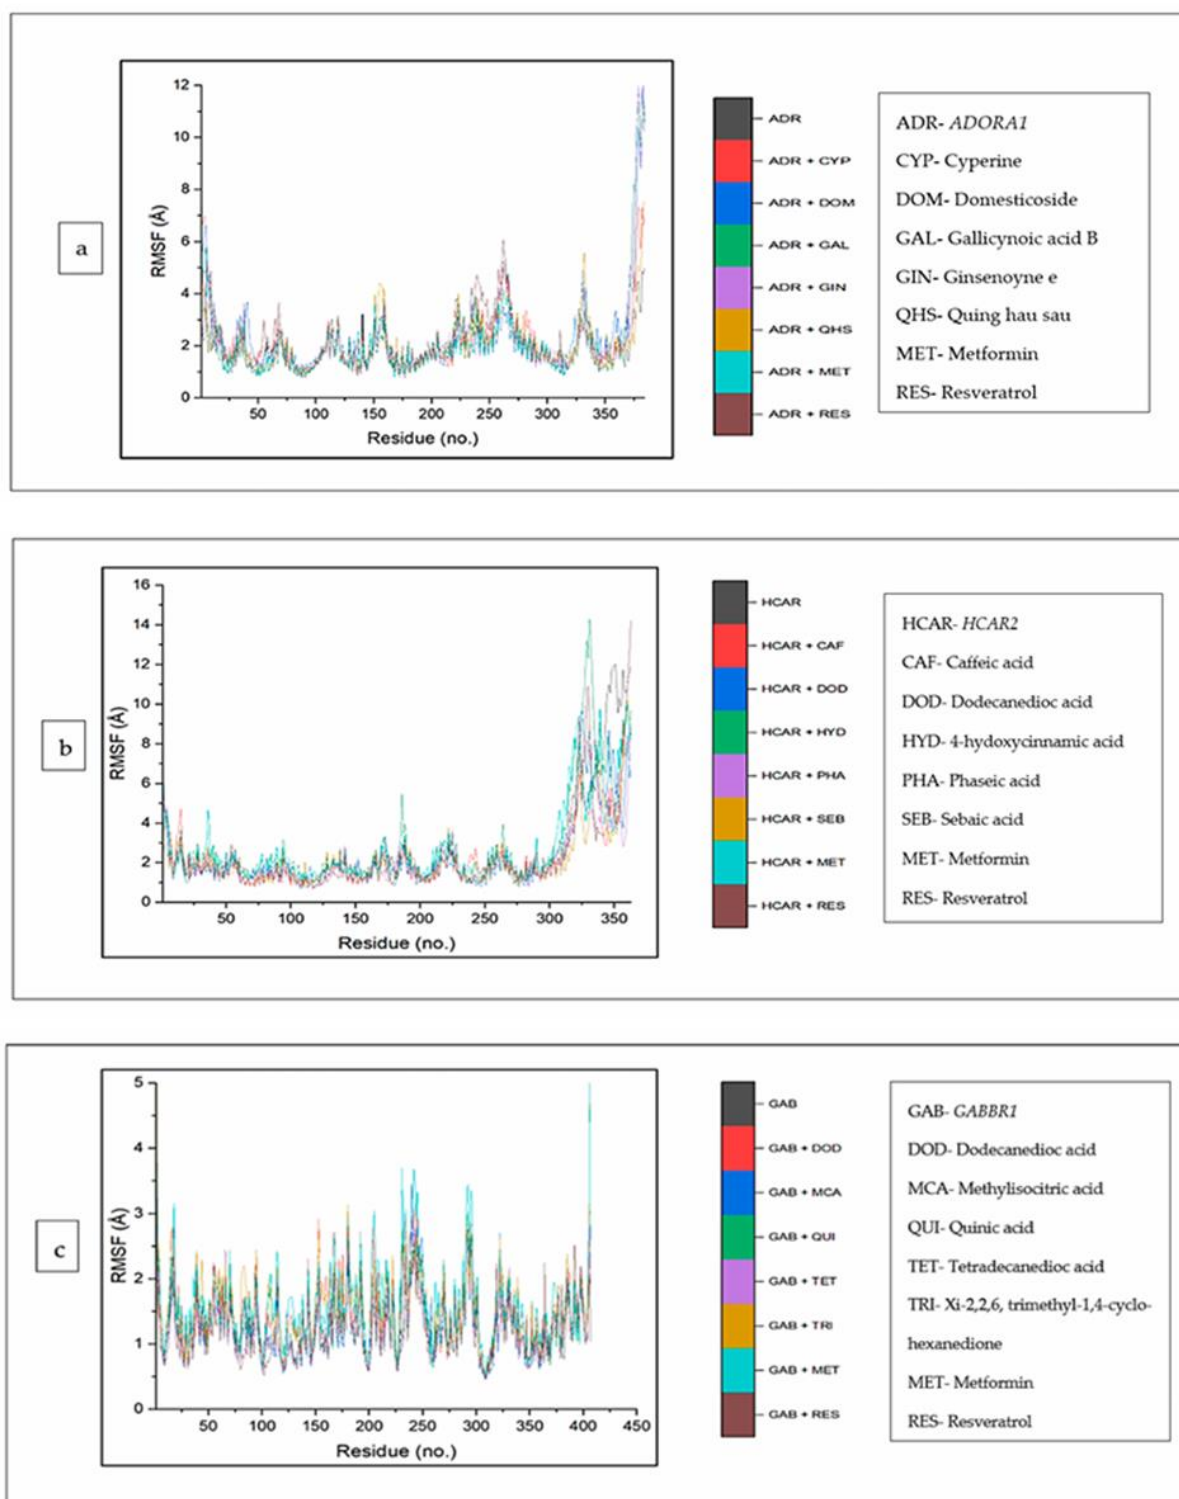 a
RMSF (Å)
12
10
8
6
4
2
0
50 100 150 200 250 300 350
Residue (no.)
ADR
ADR + CYP
ADR + DOM
ADR + GAL
ADR + GIN
ADR + QHS
ADR + MET
ADR + RES
ADR- ADORA1
CYP- Cyperine
DOM- Domesticoside
GAL- Gallicynoic acid B
GIN- Ginsenoyne e
QHS- Quing hau sau
MET- Metformin
RES- Resveratrol
b
RMSF (Å)
16
14
12
10
8
6
4
2
0
50 100 150 200 250 300 350
Residue (no.)
HCAR
HCAR + CAF
HCAR + DOD
HCAR + HYD
HCAR + PHA
HCAR + SEB
HCAR + MET
HCAR + RES
HCAR- HCAR2
CAF- Caffeic acid
DOD- Dodecanedioc acid
HYD- 4-hydoxycinnamic acid
PHA- Phaseic acid
SEB- Sebaic acid
MET- Metformin
RES- Resveratrol
c
RMSF (Å)
5
4
3
2
1
0
50 100 150 200 250 300 350 400 450
Residue (no.)
GAB
GAB + DOD
GAB + MCA
GAB + QUI
GAB + TET
GAB + TRI
GAB + MET
GAB + RES
GAB- GABBR1
DOD- Dodecanedioc acid
MCA- Methylisocitric acid
QUI- Quinic acid
TET- Tetradecanedioc acid
TRI- Xi-2,2,6, trimethyl-1,4-cyclo-
hexanedione
MET- Metformin
RES- Resveratrol